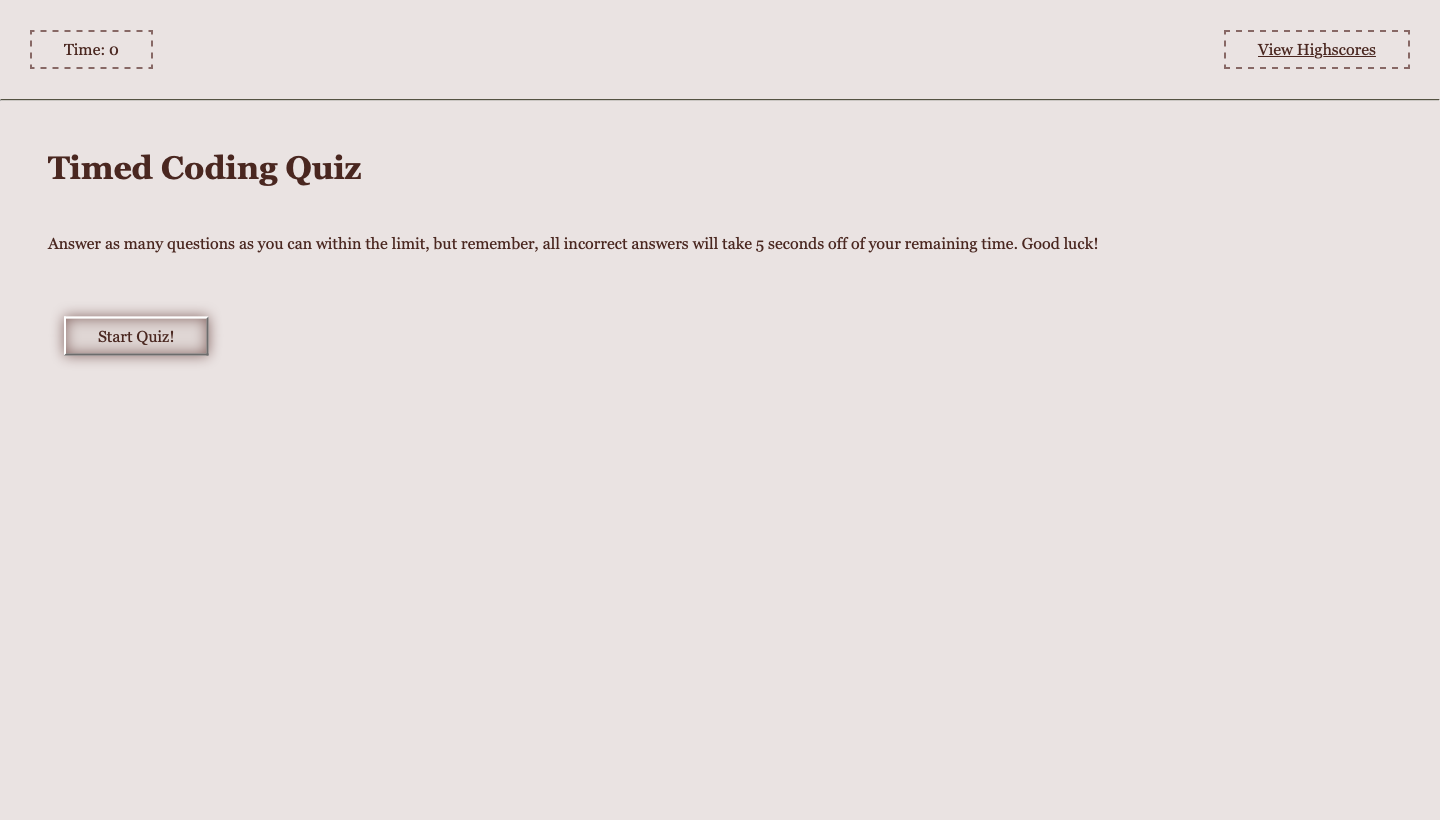 Time: 0
View Highscores
Timed Coding Quiz
Answer as many questions as you can within the limit, but remember, all incorrect answers will take 5 seconds off of your remaining time. Good luck!
Start Quiz!